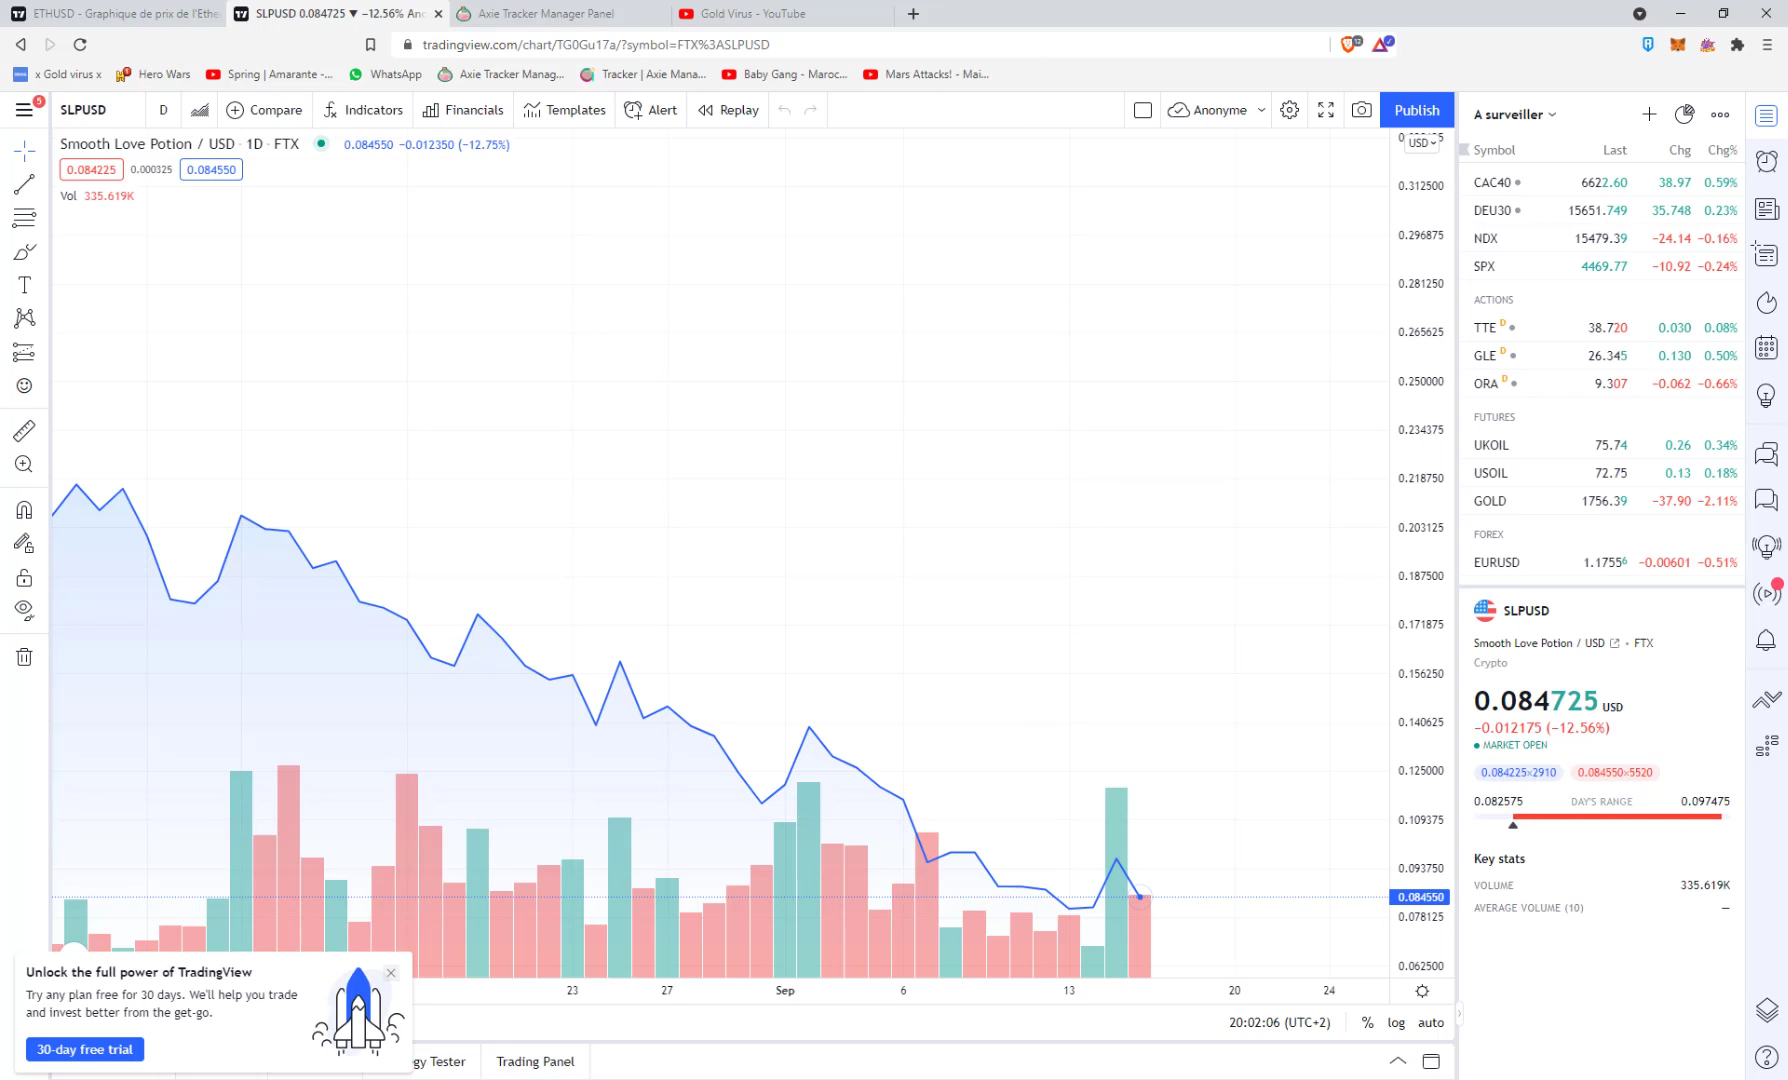 ETHUSD - Graphique de prix de l'Ethe
SLPUSD 0.084725 ▼ −12.56% Ano
Axie Tracker Manager Panel
Gold Virus - YouTube
tradingview.com/chart/TG0Gu17a/?symbol=FTX%3ASLPUSD
x Gold virus x
Hero Wars
Spring | Amarante -...
WhatsApp
Axie Tracker Manag...
Tracker | Axie Mana...
Baby Gang - Maroc...
Mars Attacks! - Mai...
5
SLPUSD
D
Compare
Indicators
Financials
Templates
Alert
Replay
Anonyme
Publish
Smooth Love Potion / USD · 1D · FTX
0.084550 −0.012350 (−12.75%)
0.084225 0.000325 0.084550
Vol 335.619K
USD
0.312500
0.296875
0.281250
0.265625
0.250000
0.234375
0.218750
0.203125
0.187500
0.171875
0.156250
0.140625
0.125000
0.109375
0.093750
0.084550
0.078125
0.062500
23 27 Sep 6 13 20 24
20:02:06 (UTC+2) % log auto
Unlock the full power of TradingView
Try any plan free for 30 days. We'll help you trade
and invest better from the get-go.
30-day free trial
gy Tester
Trading Panel
A surveiller
Symbol Last Chg Chg%
CAC40 6622.60 38.97 0.59%
DEU30 15651.749 35.748 0.23%
NDX 15479.39 −24.14 −0.16%
SPX 4469.77 −10.92 −0.24%
ACTIONS
TTE D 38.720 0.030 0.08%
GLE D 26.345 0.130 0.50%
ORA D 9.307 −0.062 −0.66%
FUTURES
UKOIL 75.74 0.26 0.34%
USOIL 72.75 0.13 0.18%
GOLD 1756.39 −37.90 −2.11%
FOREX
EURUSD 1.17556 −0.00601 −0.51%
SLPUSD
Smooth Love Potion / USD • FTX
Crypto
0.084725 USD
−0.012175 (−12.56%)
MARKET OPEN
0.084225×2910 0.084550×5520
0.082575 DAY'S RANGE 0.097475
Key stats
VOLUME 335.619K
AVERAGE VOLUME (10) —